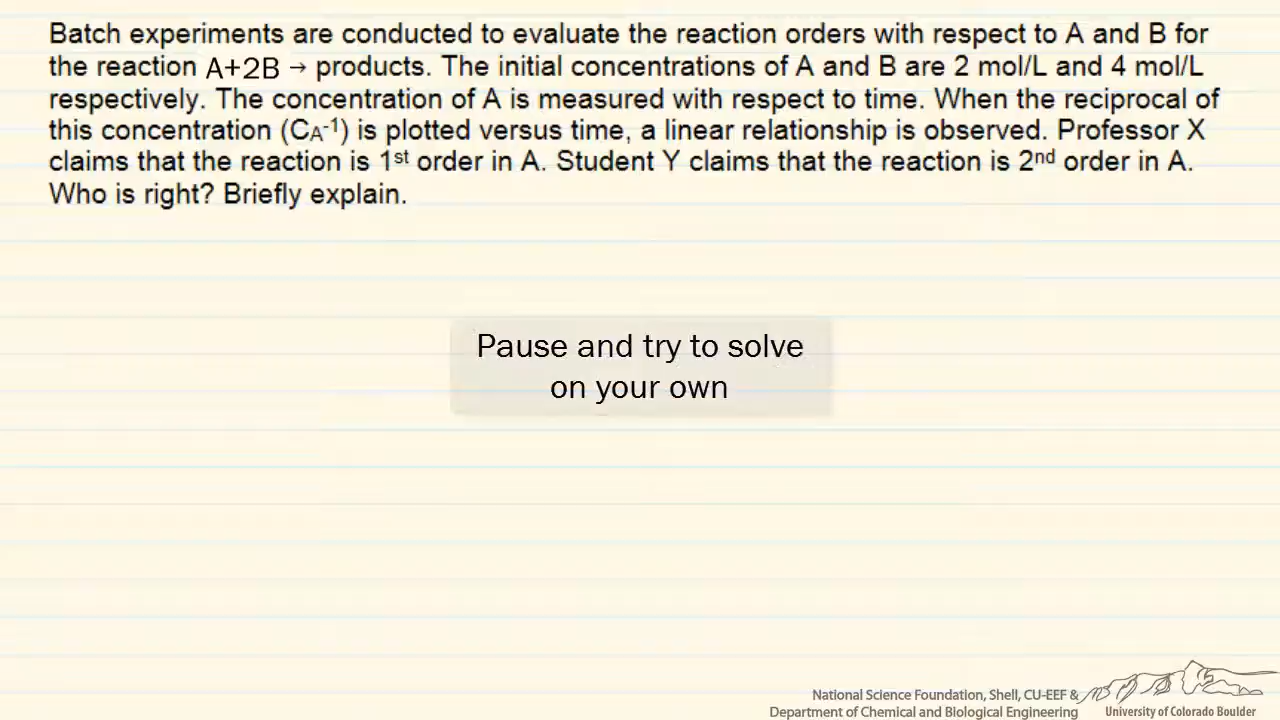 Batch experiments are conducted to evaluate the reaction orders with respect to A and B for
the reaction A+2B → products. The initial concentrations of A and B are 2 mol/L and 4 mol/L
respectively. The concentration of A is measured with respect to time. When the reciprocal of
this concentration (CA-1) is plotted versus time, a linear relationship is observed. Professor X
claims that the reaction is 1st order in A. Student Y claims that the reaction is 2nd order in A.
Who is right? Briefly explain.
Pause and try to solve
on your own
National Science Foundation, Shell, CU-EEF &
Department of Chemical and Biological Engineering
University of Colorado Boulder